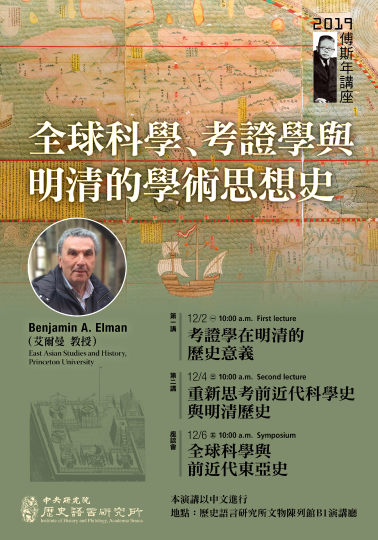 2019
傅斯年講座
全球科學、考證學與
明清的學術思想史
Benjamin A. Elman
(艾爾曼 教授)
East Asian Studies and History,
Princeton University
第一講
12/2 ㊀ 10:00 a.m. First lecture
考證學在明清的
歷史意義
第二講
12/4 ㊂ 10:00 a.m. Second lecture
重新思考前近代科學史
與明清歷史
座談會
12/6 ㊄ 10:00 a.m. Symposium
全球科學與
前近代東亞史
中央研究院
歷史語言研究所
Institute of History and Philology, Academia Sinica
本演講以中文進行
地點：歷史語言研究所文物陳列館B1演講廳